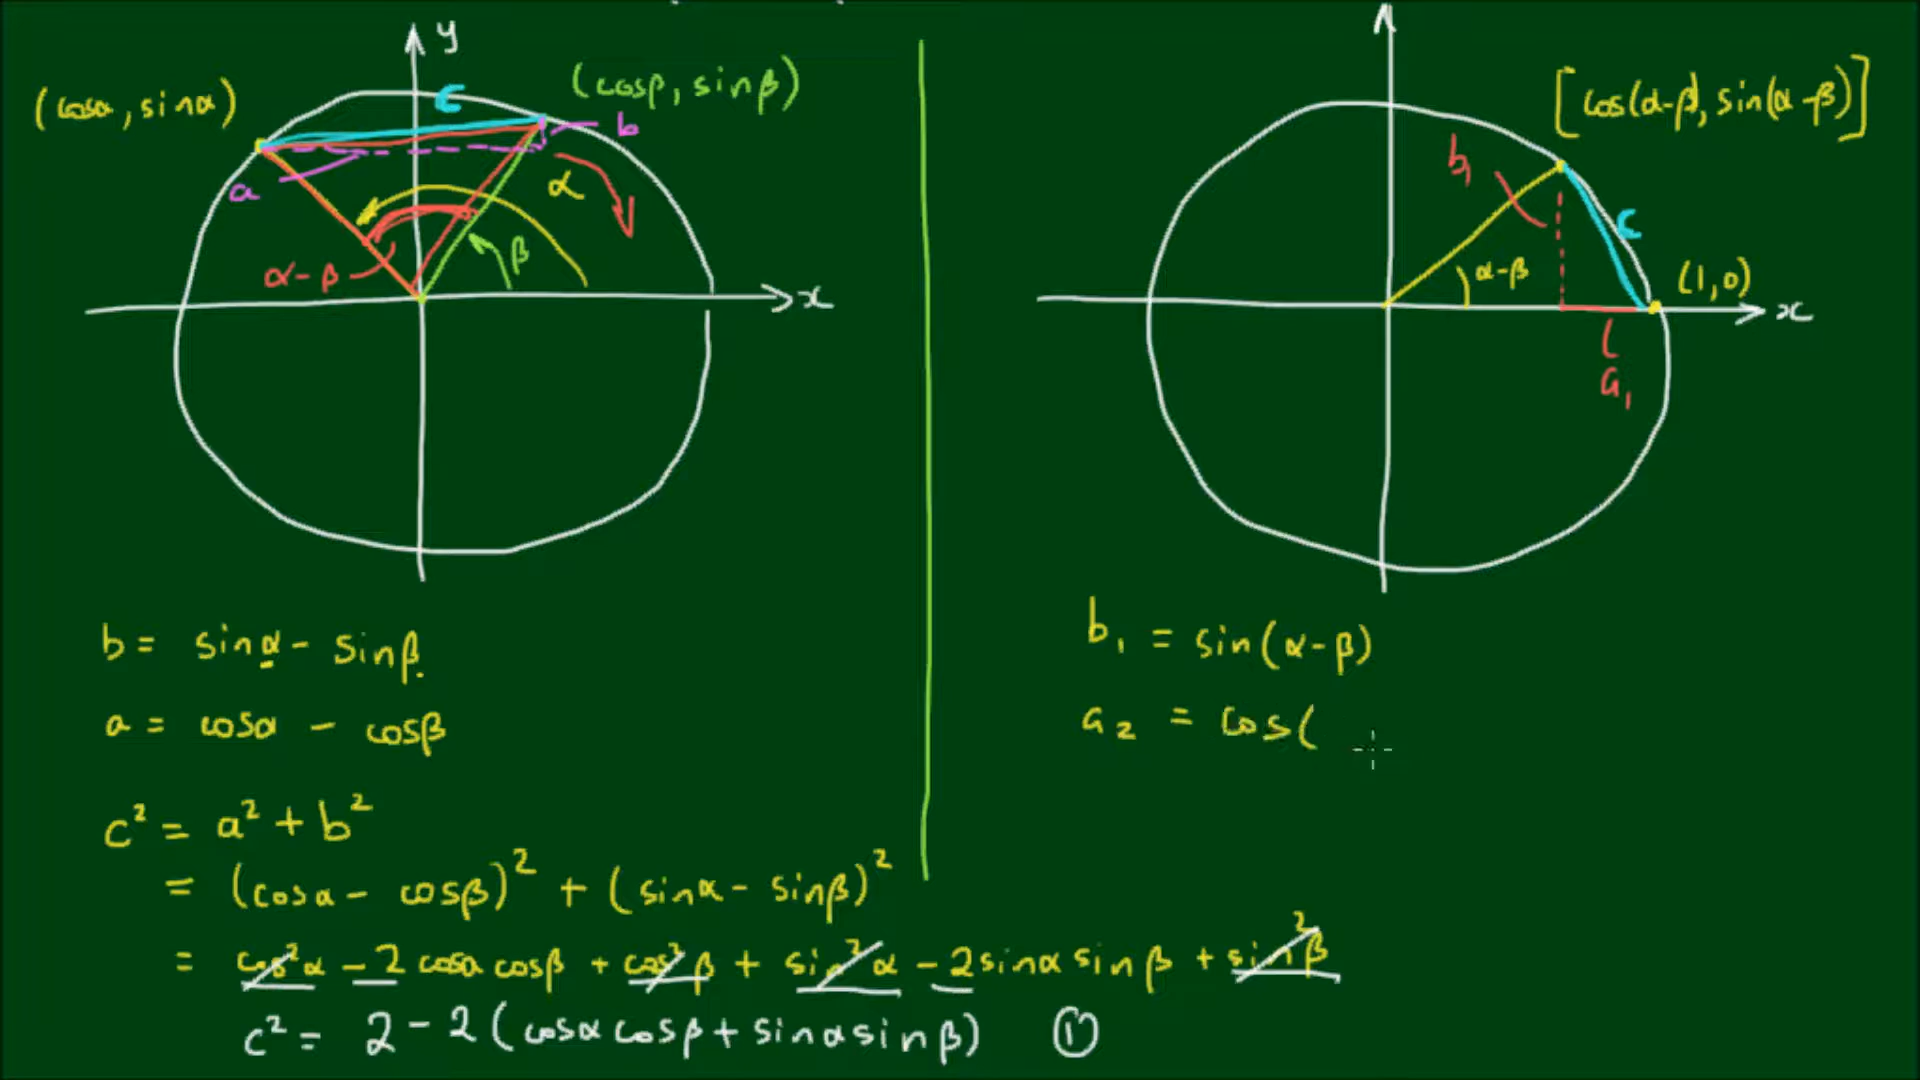 y
(cosα, sinα)
c
(cosβ, sinβ)
b
a
α
α-β
β
x
[cos(α-β), sin(α-β)]
b₁
c
α-β
(1,0)
x
a₁
b = sinα - sinβ
a = cosα - cosβ
c² = a² + b²
= (cosα - cosβ)² + (sinα - sinβ)²
= cos²α - 2cosα cosβ + cos²β + sin²α - 2sinα sinβ + sin²β
c² = 2 - 2(cosα cosβ + sinα sinβ) ①
b₁ = sin(α-β)
a₂ = cos(